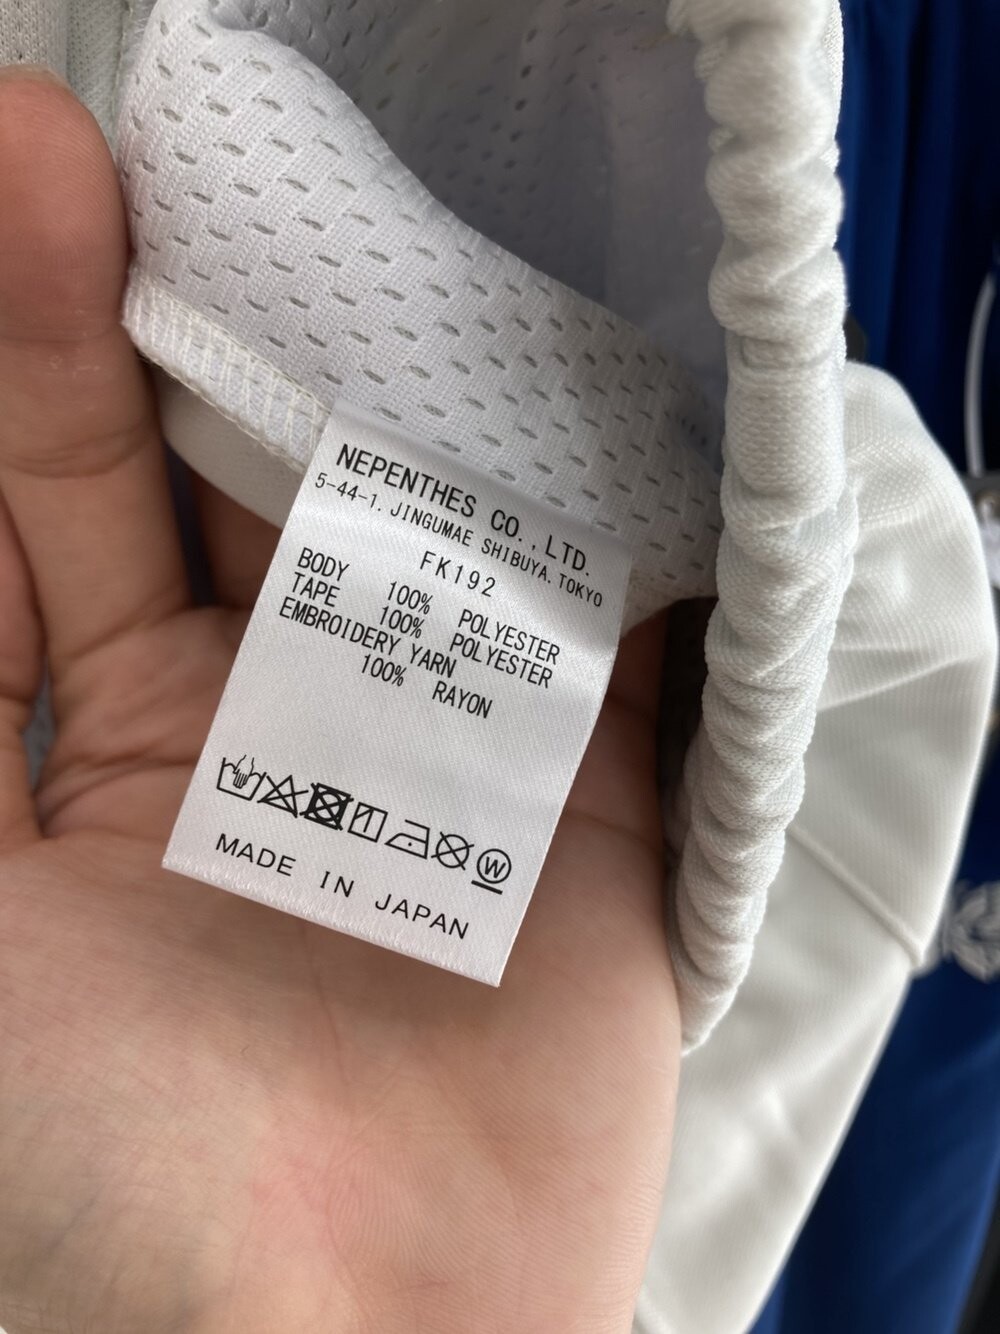 NEPENTHES CO., LTD.
5-44-1. JINGUMAE SHIBUYA. TOKYO
FK192
BODY 100% POLYESTER
TAPE 100% POLYESTER
EMBROIDERY YARN
100% RAYON
W
MADE IN JAPAN